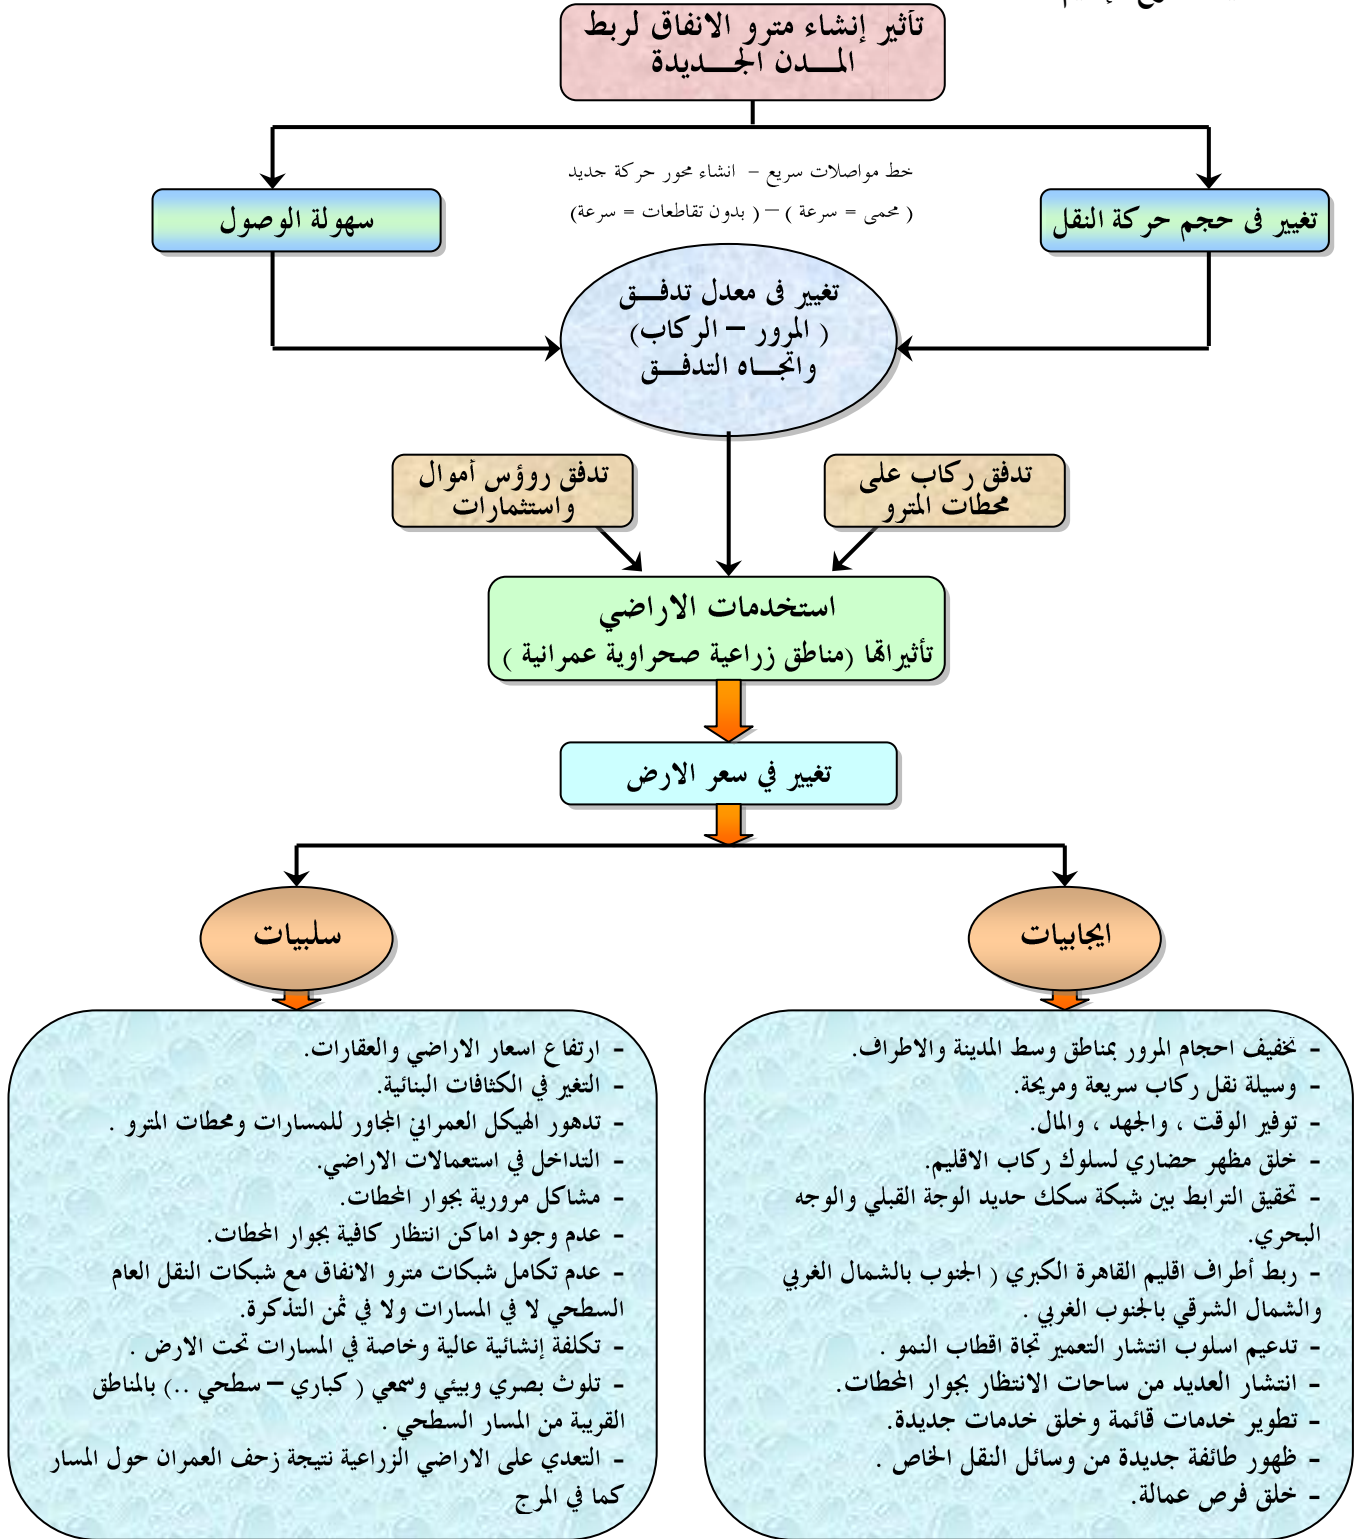 تأثير إنشاء مترو الانفاق لربط
المــدن الجــديدة
خط مواصلات سريع – انشاء محور حركة جديد
( محمى = سرعة ) – ( بدون تقاطعات = سرعة)
تغيير فى حجم حركة النقل
سهولة الوصول
تغيير فى معدل تدفــق
( المرور – الركاب)
واتجــاه التدفــق
تدفق ركاب على
محطات المترو
تدفق روؤس أموال
واستثمارات
استخدمات الاراضي
تأثيراتها (مناطق زراعية صحراوية عمرانية )
تغيير في سعر الارض
ايجابيات
سلبيات
- تخفيف احجام المرور بمناطق وسط المدينة والاطراف.
- وسيلة نقل ركاب سريعة ومريحة.
- توفير الوقت ، والجهد ، والمال.
- خلق مظهر حضاري لسلوك ركاب الاقليم.
- تحقيق الترابط بين شبكة سكك حديد الوجة القبلي والوجه
البحري.
- ربط أطراف اقليم القاهرة الكبري ( الجنوب بالشمال الغربي
والشمال الشرقي بالجنوب الغربي .
- تدعيم اسلوب انتشار التعمير تجاة اقطاب النمو .
- انتشار العديد من ساحات الانتظار بجوار المحطات.
- تطوير خدمات قائمة وخلق خدمات جديدة.
- ظهور طائفة جديدة من وسائل النقل الخاص .
- خلق فرص عمالة.
- ارتفاع اسعار الاراضي والعقارات.
- التغير في الكثافات البنائية.
- تدهور الهيكل العمراني المجاور للمسارات ومحطات المترو .
- التداخل في استعمالات الاراضي.
- مشاكل مرورية بجوار المحطات.
- عدم وجود اماكن انتظار كافية بجوار المحطات.
- عدم تكامل شبكات مترو الانفاق مع شبكات النقل العام
السطحي لا في المسارات ولا في ثمن التذكرة.
- تكلفة إنشائية عالية وخاصة في المسارات تحت الارض .
- تلوث بصري وبيئي وسمعي ( كباري – سطحي ..) بالمناطق
القريبة من المسار السطحي .
- التعدي على الاراضي الزراعية نتيجة زحف العمران حول المسار
كما في المرج